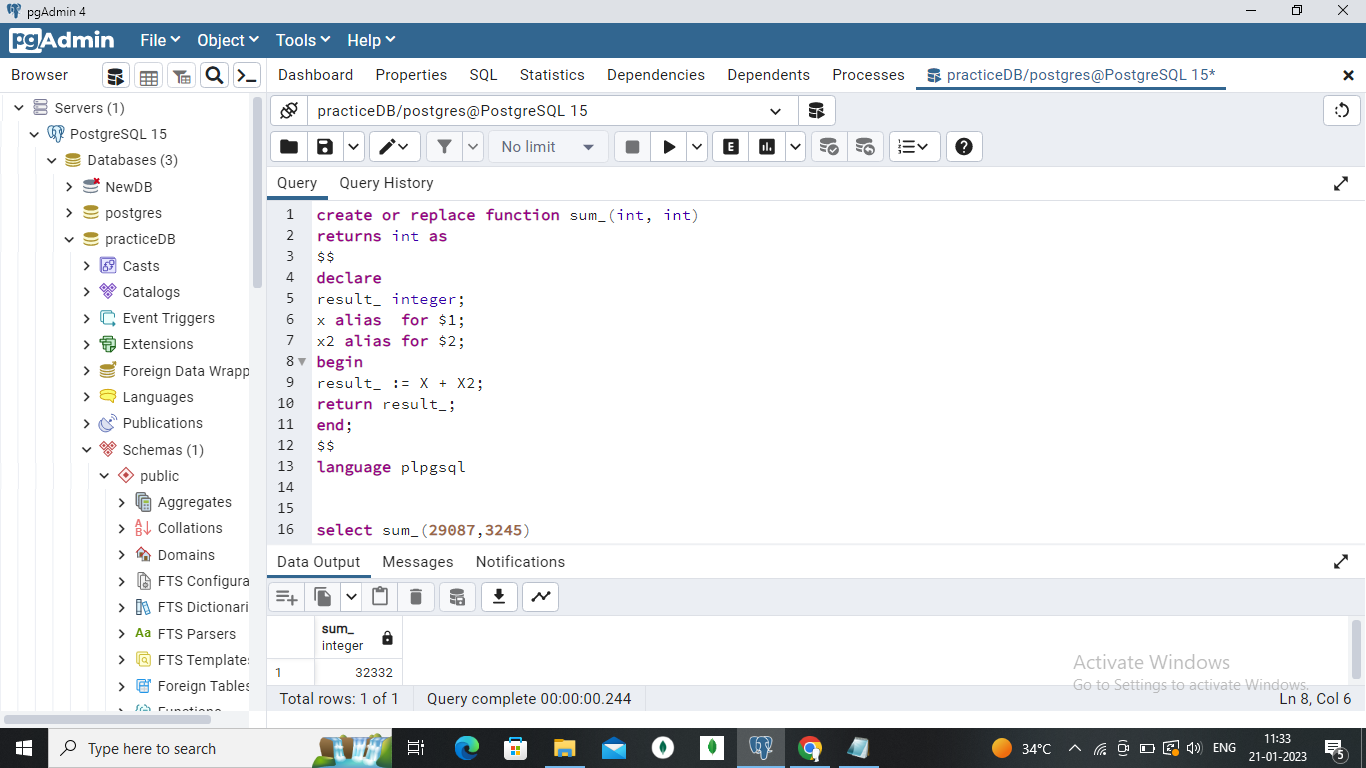 pgAdmin 4
pgAdmin File Object Tools Help
Browser
Dashboard Properties SQL Statistics Dependencies Dependents Processes practiceDB/postgres@PostgreSQL 15*
Servers (1)
PostgreSQL 15
Databases (3)
NewDB
postgres
practiceDB
Casts
Catalogs
Event Triggers
Extensions
Foreign Data Wrapp
Languages
Publications
Schemas (1)
public
Aggregates
Collations
Domains
FTS Configura
FTS Dictionari
Aa FTS Parsers
FTS Templates
Foreign Tables
Functions
practiceDB/postgres@PostgreSQL 15
No limit
E
Query Query History
1 create or replace function sum_(int, int)
2 returns int as
3 $$
4 declare
5 result_ integer;
6 x alias  for $1;
7 x2 alias for $2;
8 begin
9 result_ := X + X2;
10 return result_;
11 end;
12 $$
13 language plpgsql
14
15
16 select sum_(29087,3245)
Data Output Messages Notifications
sum_
integer
1 32332
Activate Windows
Go to Settings to activate Windows.
Total rows: 1 of 1 Query complete 00:00:00.244 Ln 8, Col 6
Type here to search
34°C ENG 11:33
21-01-2023
5